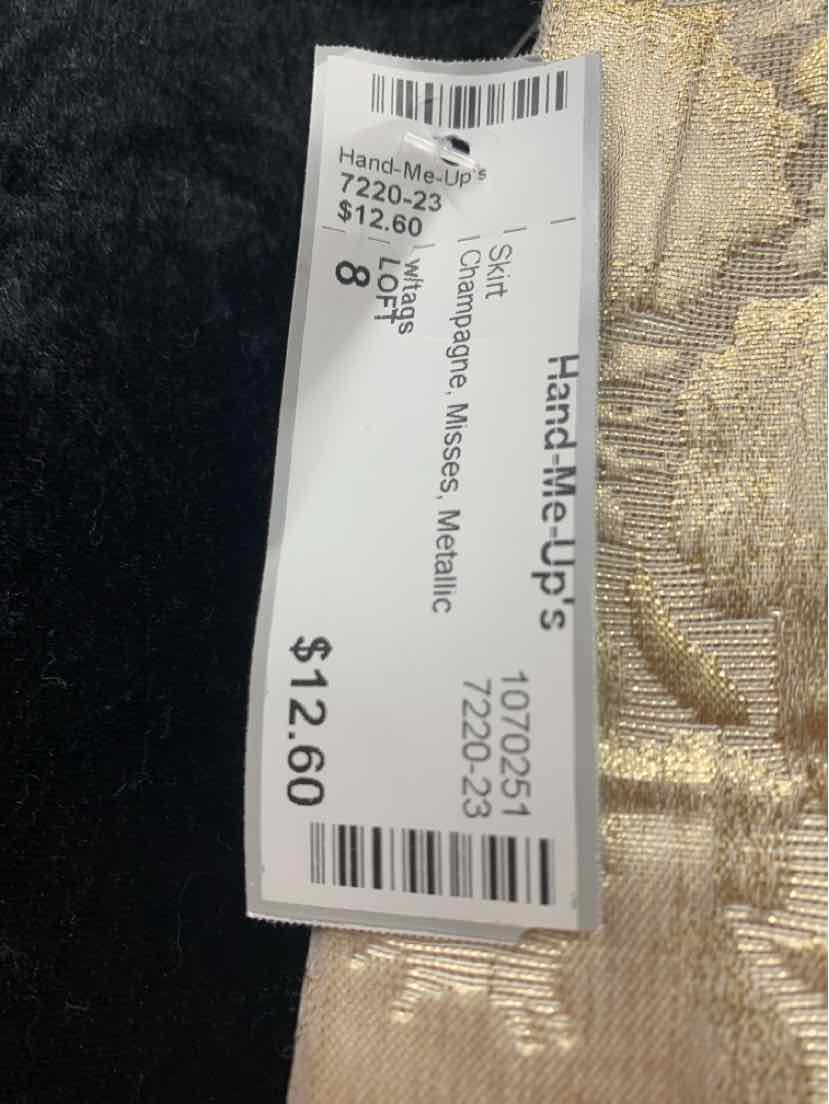 Hand-Me-Up's
7220-23
$12.60
Hand-Me-Up's
1070251
Skirt
7220-23
Champagne, Misses, Metallic
w/tags
LOFT
8
$12.60